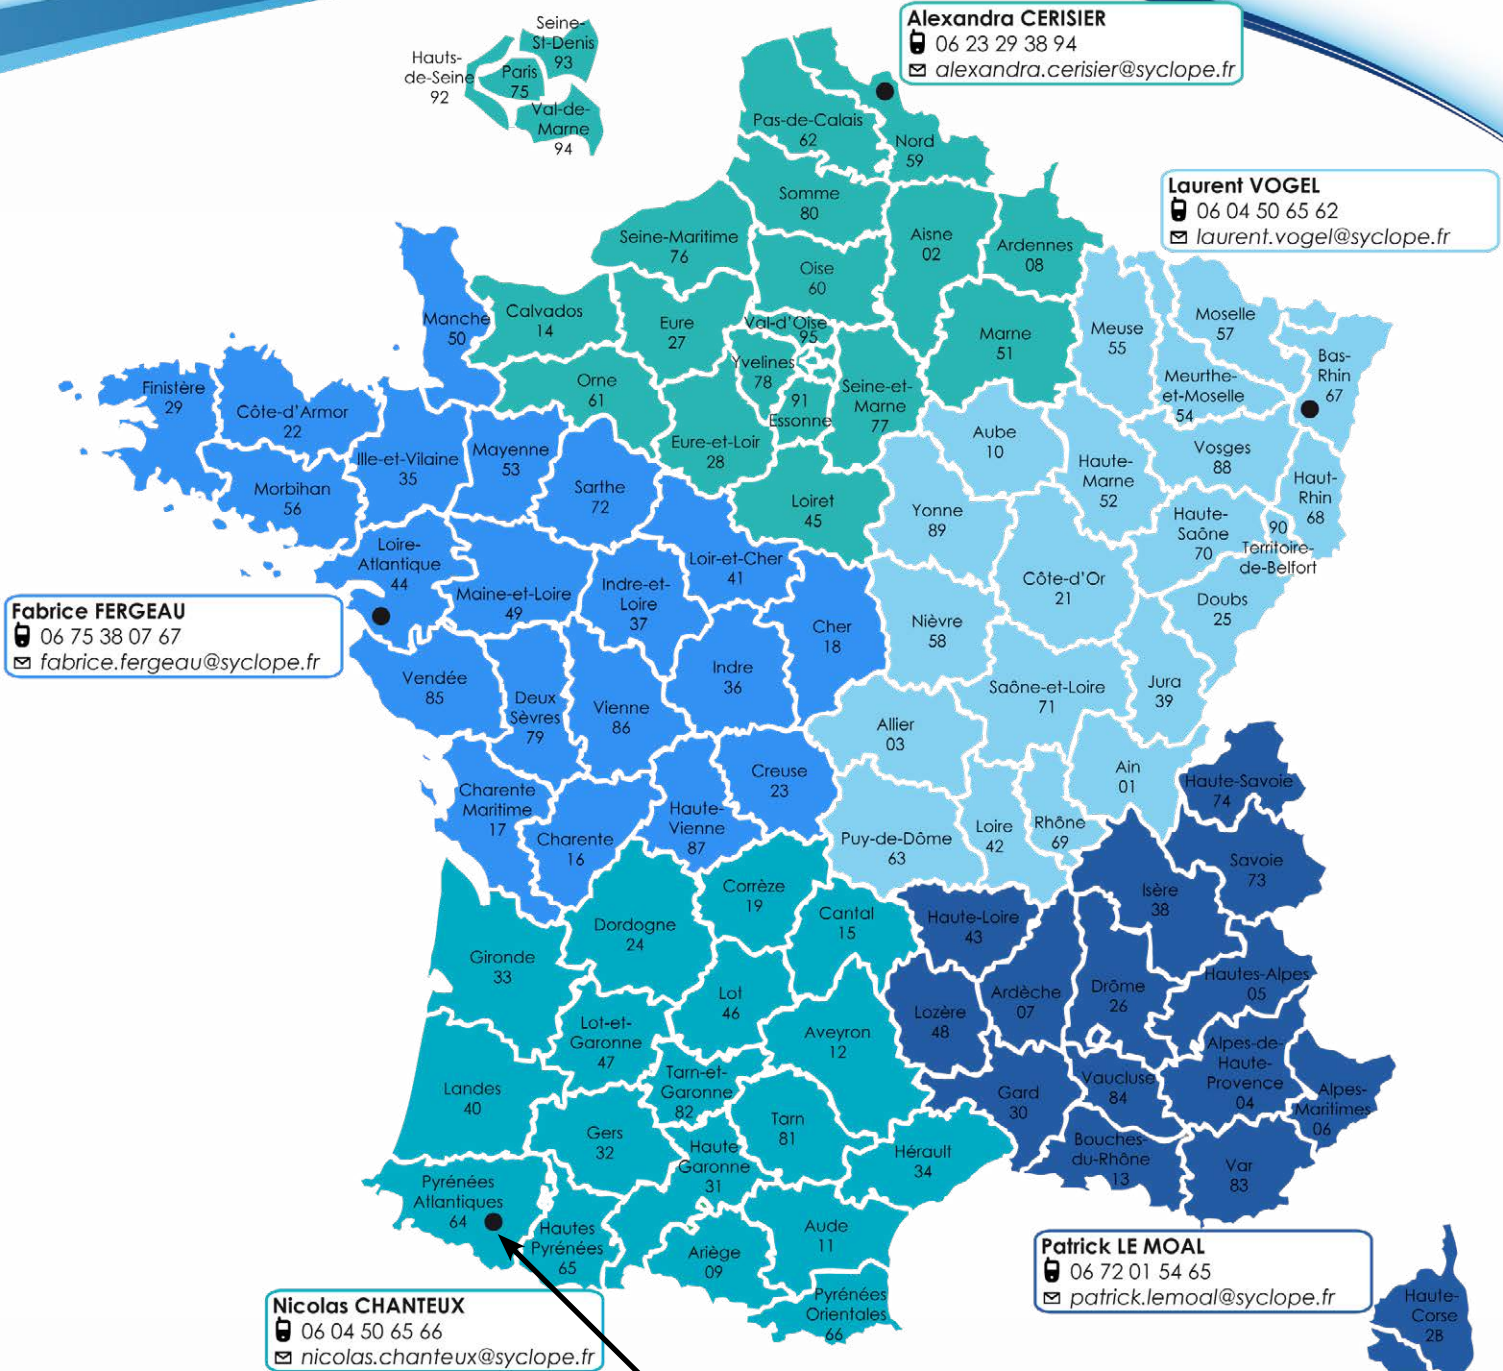 Alexandra CERISIER
06 23 29 38 94
alexandra.cerisier@syclope.fr
Seine-
St-Denis
93
Hauts-
de-Seine
92
Paris
75
Val-de-
Marne
94
Pas-de-Calais
62
Nord
59
Laurent VOGEL
06 04 50 65 62
laurent.vogel@syclope.fr
Somme
80
Seine-Maritime
76
Aisne
02
Ardennes
08
Oise
60
Manche
50
Calvados
14
Eure
27
Val-d'Oise
95
Marne
51
Meuse
55
Moselle
57
Yvelines
78
91
Essonne
Seine-et-
Marne
77
Meurthe-
et-Moselle
54
Bas-
Rhin
67
Finistère
29
Côte-d'Armor
22
Orne
61
Eure-et-Loir
28
Aube
10
Haute-
Marne
52
Vosges
88
Haut-
Rhin
68
Ille-et-Vilaine
35
Mayenne
53
Morbihan
56
Sarthe
72
Loiret
45
Yonne
89
Haute-
Saône
70
90
Territoire-
de-Belfort
Loire-
Atlantique
44
Loir-et-Cher
41
Maine-et-Loire
49
Indre-et-
Loire
37
Côte-d'Or
21
Doubs
25
Fabrice FERGEAU
06 75 38 07 67
fabrice.fergeau@syclope.fr
Cher
18
Nièvre
58
Vendée
85
Deux
Sèvres
79
Vienne
86
Indre
36
Saône-et-Loire
71
Jura
39
Allier
03
Charente
Maritime
17
Charente
16
Haute-
Vienne
87
Creuse
23
Ain
01
Haute-Savoie
74
Puy-de-Dôme
63
Loire
42
Rhône
69
Savoie
73
Isère
38
Corrèze
19
Cantal
15
Haute-Loire
43
Dordogne
24
Gironde
33
Lot
46
Lozère
48
Ardèche
07
Drôme
26
Hautes-Alpes
05
Lot-et-
Garonne
47
Aveyron
12
Landes
40
Tarn-et-
Garonne
82
Tarn
81
Gard
30
Vaucluse
84
Alpes-de-
Haute-
Provence
04
Alpes-
Maritimes
06
Gers
32
Haute
Garonne
31
Hérault
34
Bouches-
du-Rhône
13
Var
83
Pyrénées
Atlantiques
64
Hautes
Pyrénées
65
Ariège
09
Aude
11
Pyrénées
Orientales
66
Patrick LE MOAL
06 72 01 54 65
patrick.lemoal@syclope.fr
Haute-
Corse
2B
Nicolas CHANTEUX
06 04 50 65 66
nicolas.chanteux@syclope.fr